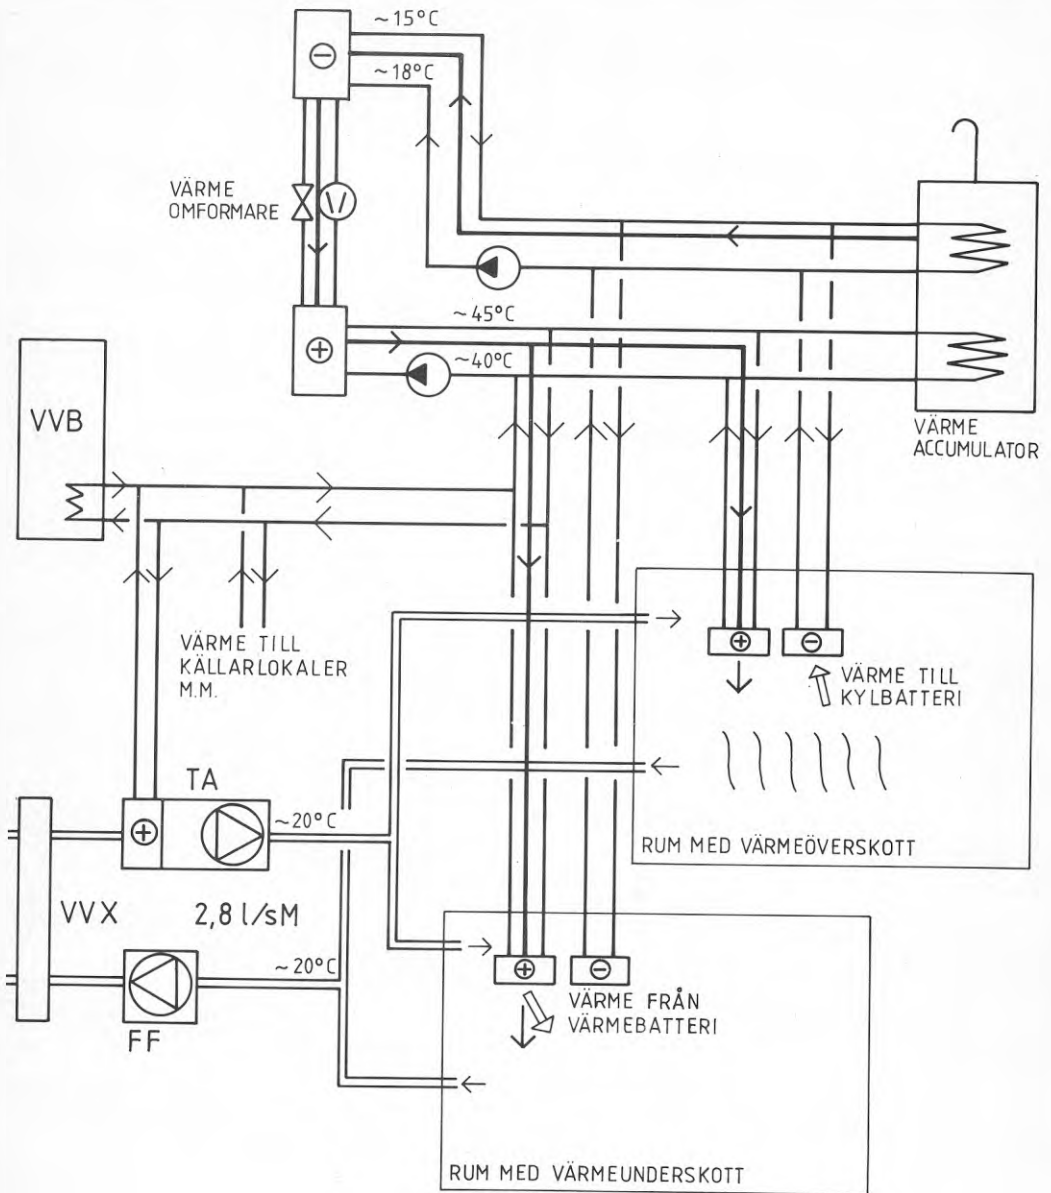 ~15°C
~18°C
VÄRME
OMFORMARE
~45°C
~40°C
VÄRME
ACCUMULATOR
VVB
VÄRME TILL
KÄLLARLOKALER
M.M.
VÄRME TILL
KYLBATTERI
TA
~20°C
RUM MED VÄRMEÖVERSKOTT
VVX
2,8 l/sM
~20°C
FF
VÄRME FRÅN
VÄRMEBATTERI
RUM MED VÄRMEUNDERSKOTT